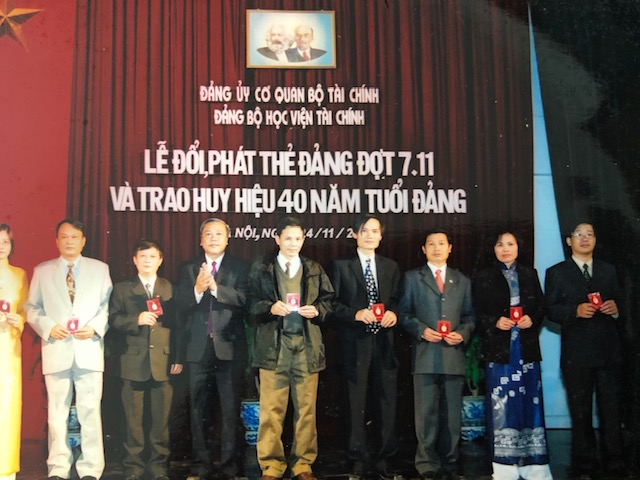 ĐẢNG ỦY CƠ QUAN BỘ TÀI CHÍNH
ĐẢNG BỘ HỌC VIỆN TÀI CHÍNH
LỄ ĐỔI, PHÁT THẺ ĐẢNG ĐỢT 7.11
VÀ TRAO HUY HIỆU 40 NĂM TUỔI ĐẢNG
NỘI,